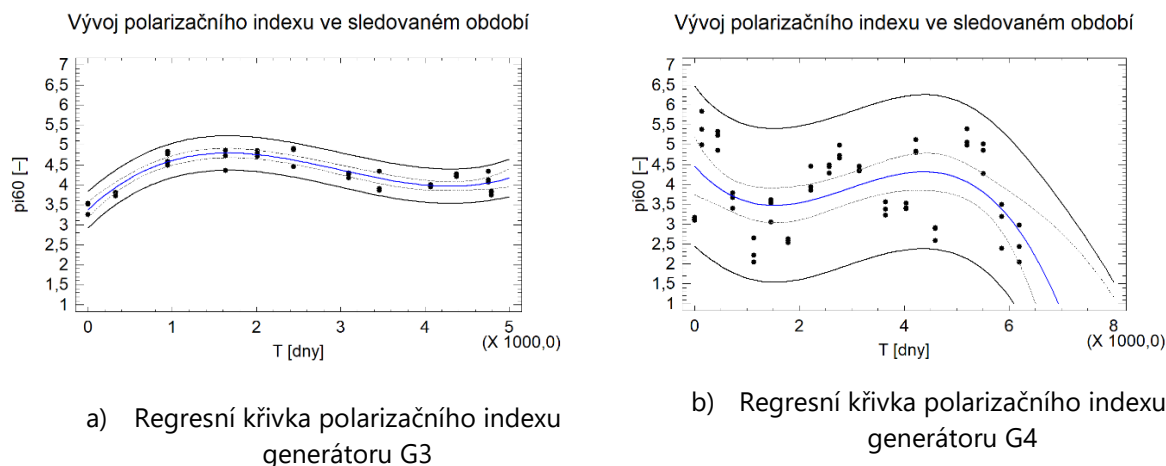 Vývoj polarizačního indexu ve sledovaném období
7
6,5
6
5,5
5
4,5
4
3,5
3
2,5
2
1,5
1
pi60 [–]
0 1 2 3 4 5
(X 1000,0)
T [dny]
a) Regresní křivka polarizačního indexu
generátoru G3
Vývoj polarizačního indexu ve sledovaném období
7
6,5
6
5,5
5
4,5
4
3,5
3
2,5
2
1,5
1
pi60 [–]
0 2 4 6 8
(X 1000,0)
T [dny]
b) Regresní křivka polarizačního indexu
generátoru G4